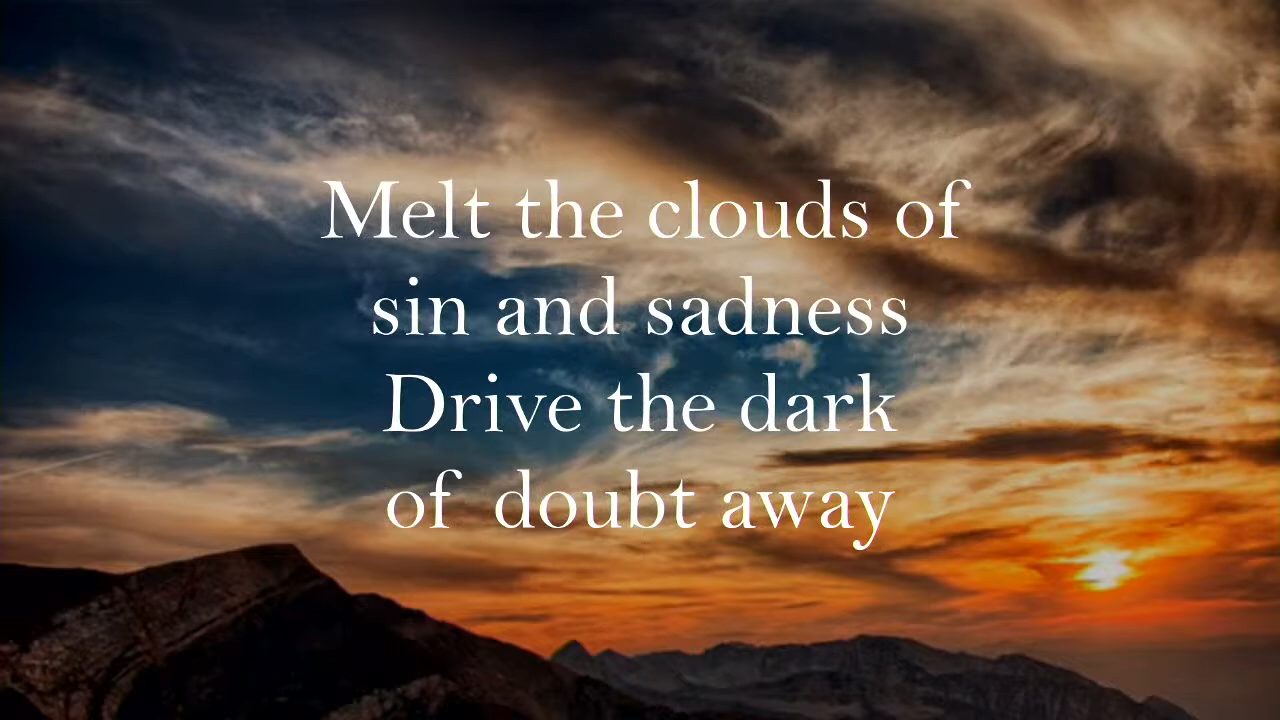 Melt the clouds of
sin and sadness
Drive the dark
of doubt away